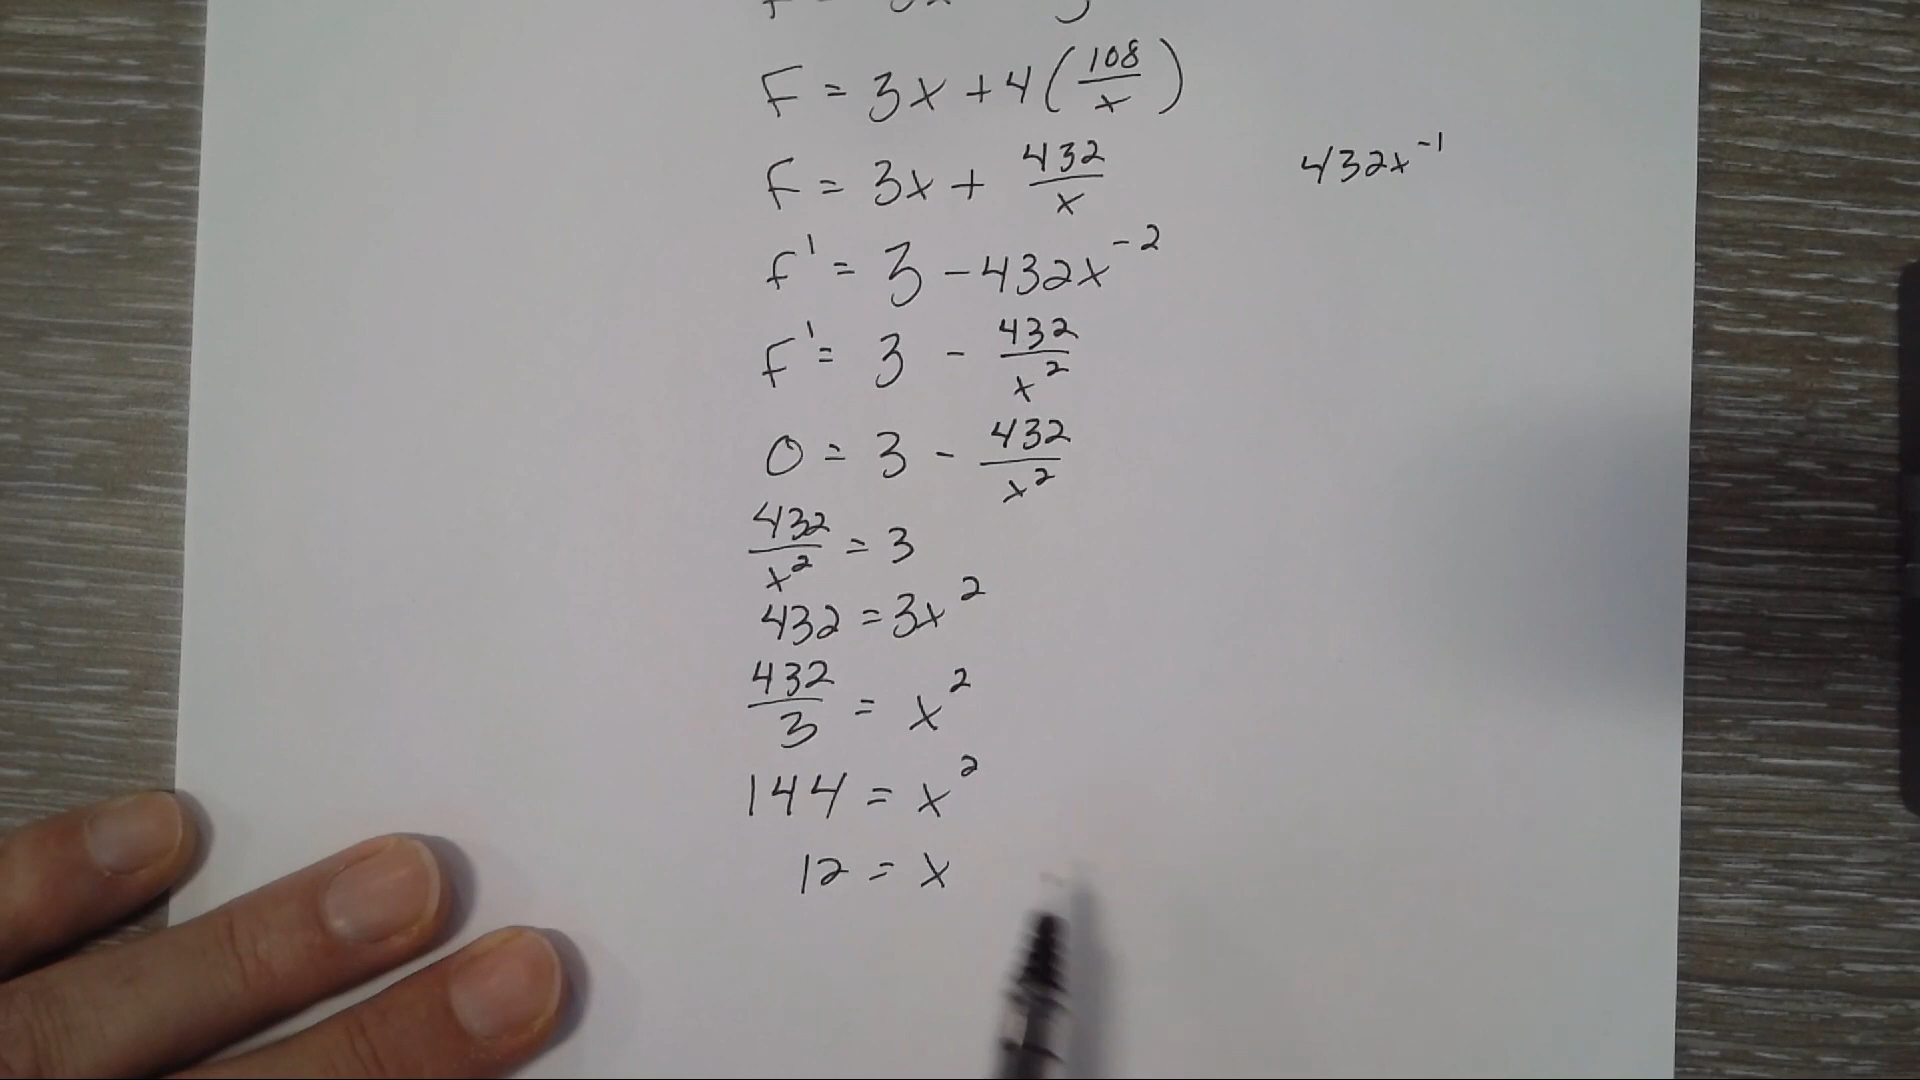 F = 3x + 4(108/x)
F = 3x + 432/x    432x⁻¹
F' = 3 - 432x⁻²
F' = 3 - 432/x²
0 = 3 - 432/x²
432/x² = 3
432 = 3x²
432/3 = x²
144 = x²
12 = x